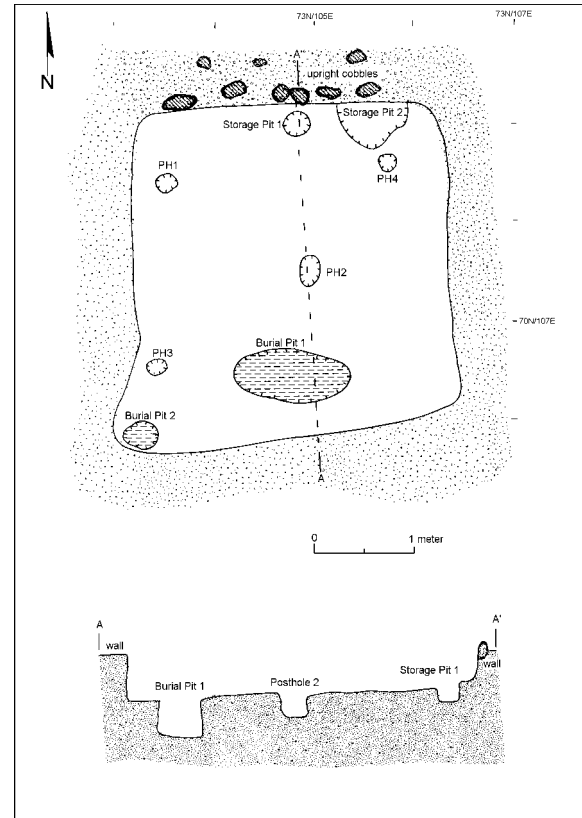 73N/105E
73N/107E
N
A'
upright cobbles
Storage Pit 1
Storage Pit 2
PH1
PH4
PH2
70N/107E
Burial Pit 1
PH3
Burial Pit 2
A
0 1 meter
A
A'
wall
Storage Pit 1
wall
Burial Pit 1
Posthole 2